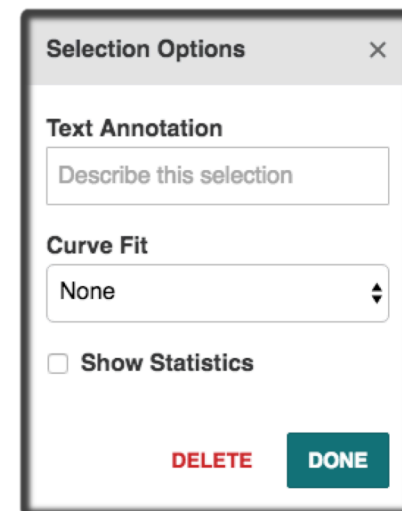 Selection Options ×
Text Annotation
Describe this selection
Curve Fit
None
Show Statistics
DELETE DONE